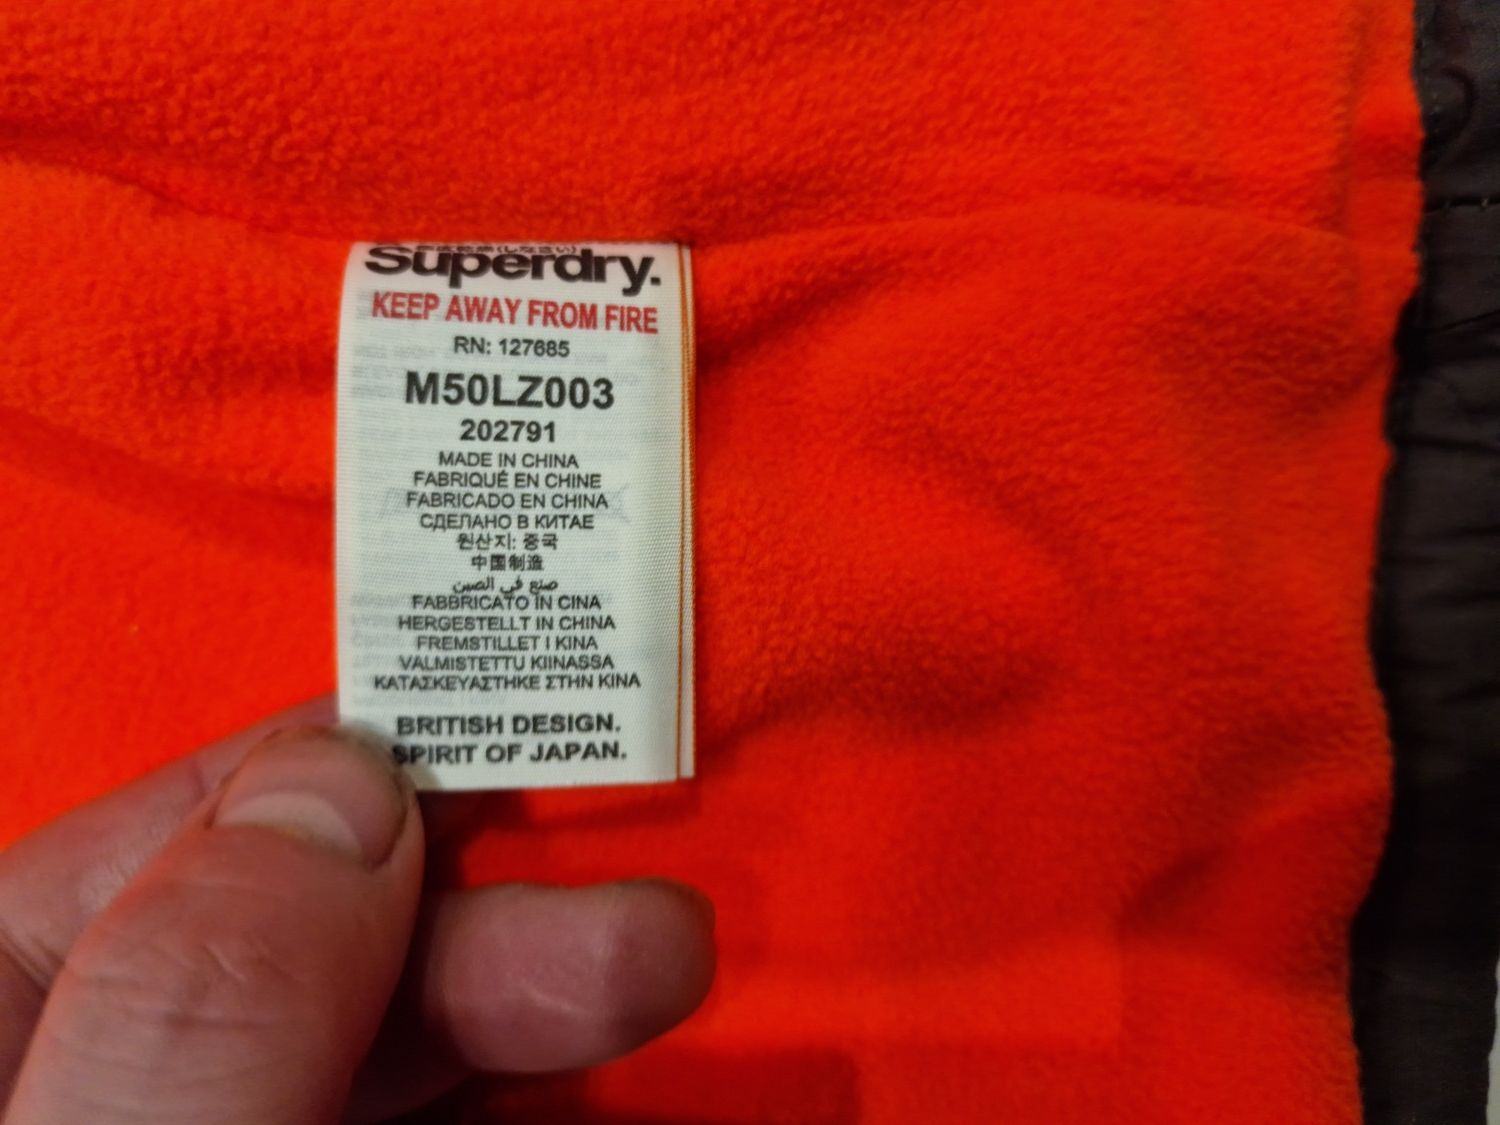 Superdry.
KEEP AWAY FROM FIRE
RN: 127685
M50LZ003
202791
MADE IN CHINA
FABRIQUÉ EN CHINE
FABRICADO EN CHINA
СДЕЛАНО В КИТАЕ
원산지: 중국
中国制造
صنع في الصين
FABBRICATO IN CINA
HERGESTELLT IN CHINA
FREMSTILLET I KINA
VALMISTETTU KIINASSA
ΚΑΤΑΣΚΕΥΑΣΤΗΚΕ ΣΤΗΝ ΚΙΝΑ
BRITISH DESIGN.
SPIRIT OF JAPAN.